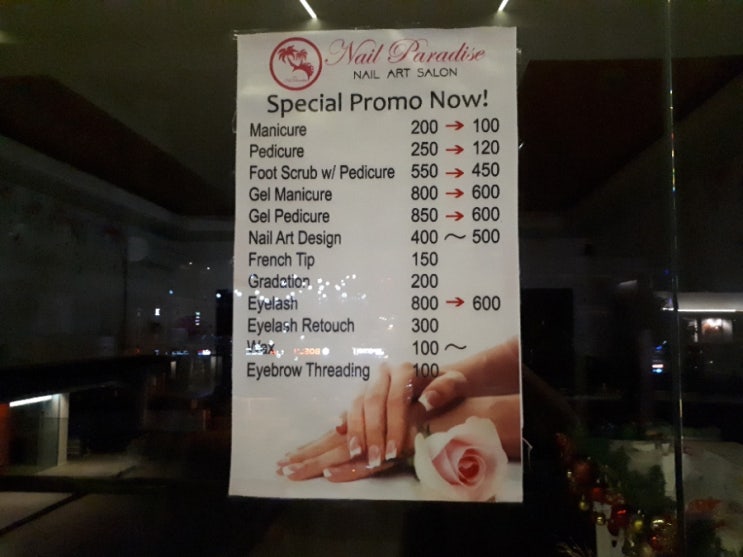 Nail Paradise
NAIL ART SALON
Special Promo Now!
Manicure 200 → 100
Pedicure 250 → 120
Foot Scrub w/ Pedicure 550 → 450
Gel Manicure 800 → 600
Gel Pedicure 850 → 600
Nail Art Design 400 ~ 500
French Tip 150
Gradation 200
Eyelash 800 → 600
Eyelash Retouch 300
Wax 100 ~
Eyebrow Threading 100